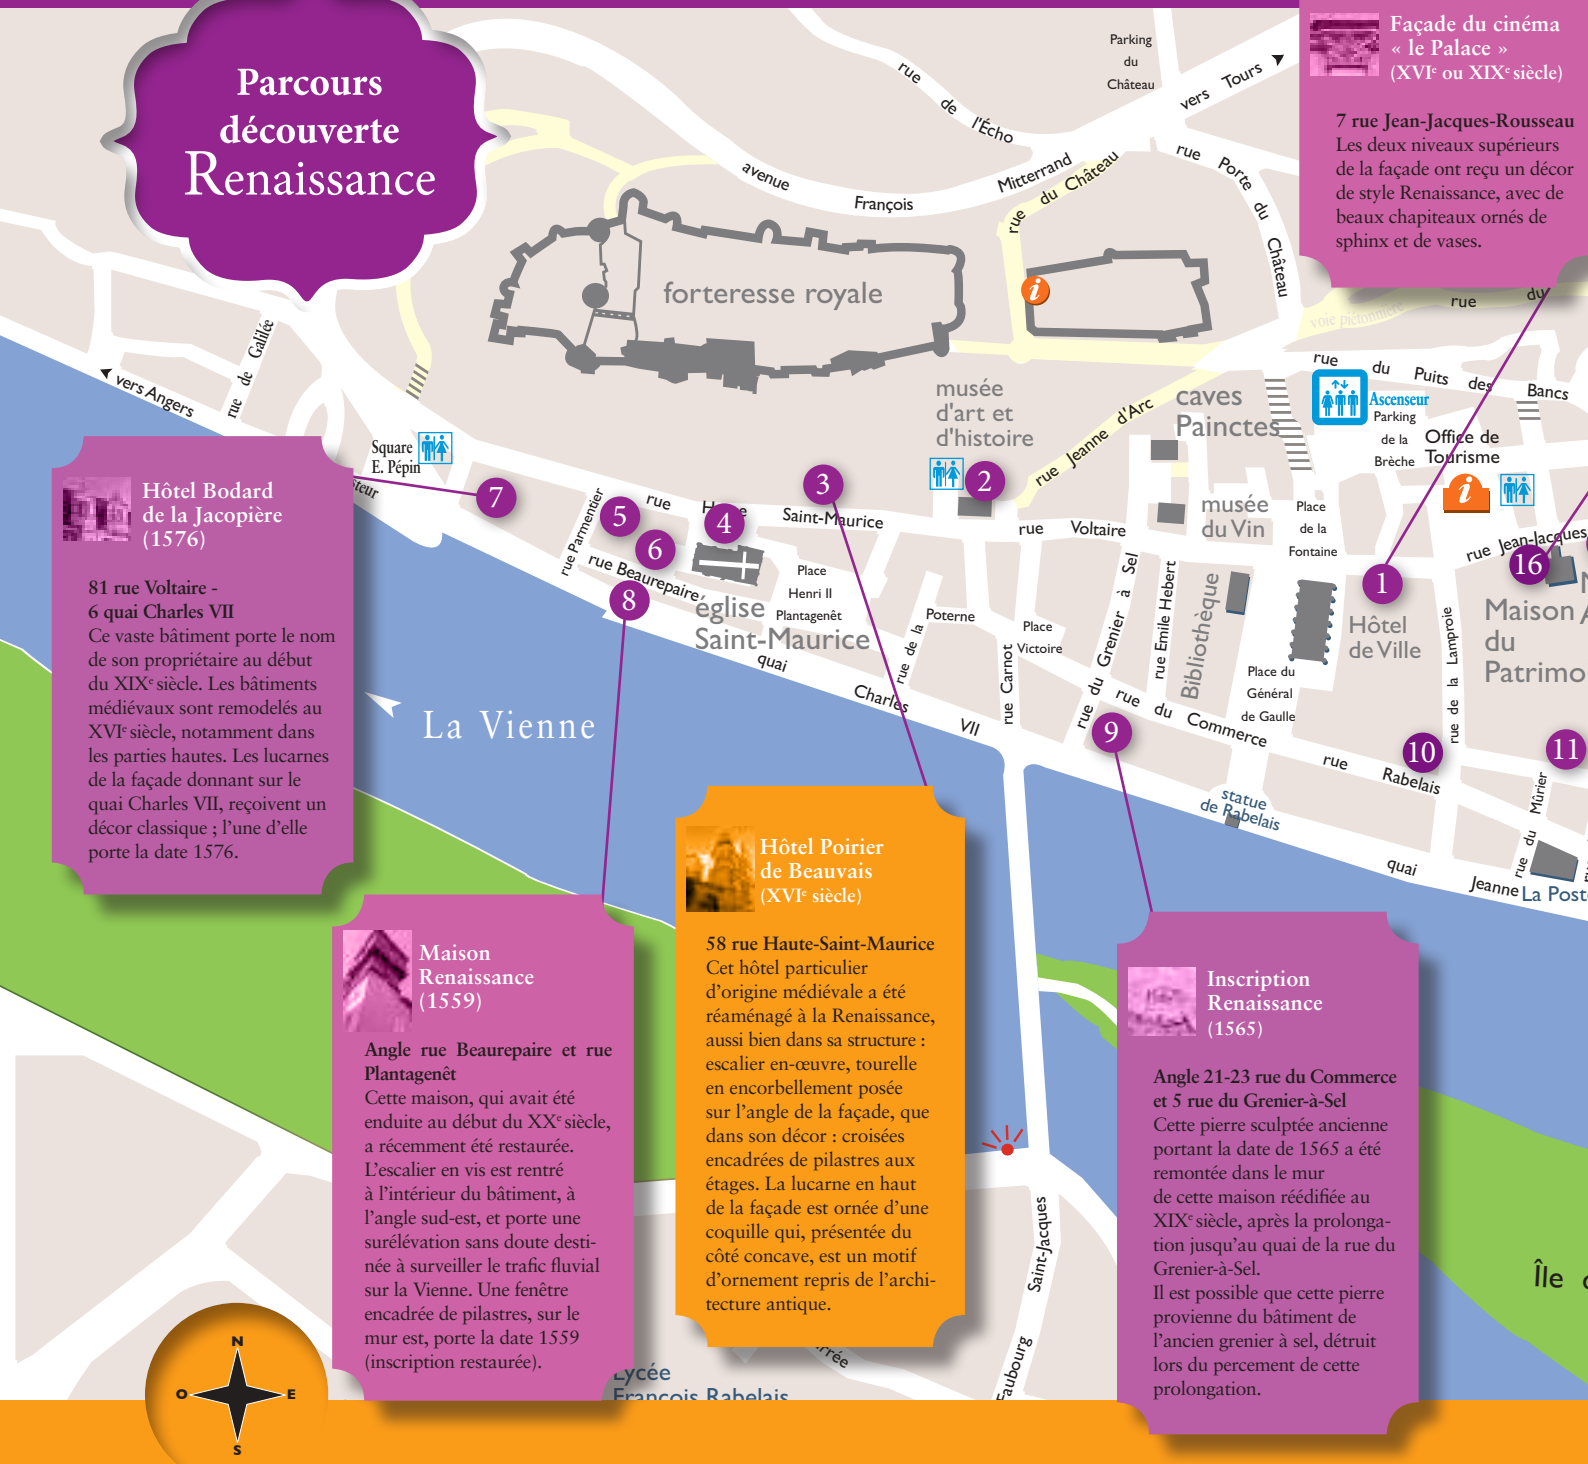 Parcours
découverte
Renaissance
Façade du cinéma
« le Palace »
(XVIe ou XIXe siècle)
7 rue Jean-Jacques-Rousseau
Les deux niveaux supérieurs
de la façade ont reçu un décor
de style Renaissance, avec de
beaux chapiteaux ornés de
sphinx et de vases.
Parking
du
Château
vers Tours
rue de l'Écho
avenue François Mitterrand
rue du Château
rue Porte du Château
forteresse royale
i
voie piétonnière
rue du
rue du Puits des Bancs
Ascenseur
Parking
de la
Brèche
Office de
Tourisme
i
musée
d'art et
d'histoire
rue Jeanne d'Arc
caves
Painctes
musée
du Vin
Place
de la
Fontaine
rue de Galilée
vers Angers
Square
E. Pépin
rue Parmentier
rue Haute Saint-Maurice
rue Voltaire
rue Jean-Jacques
1
2
3
4
5
6
7
8
9
10
11
16
rue Beaurepaire
église
Saint-Maurice
Place
Henri II
Plantagenêt
rue de la Poterne
Place
Victoire
rue Carnot
rue du Grenier à Sel
rue Emile Hebert
Bibliothèque
Hôtel
de Ville
Place du
Général
de Gaulle
rue de la Lamproie
Maison
du
Patrimo
quai Charles VII
rue du Commerce
rue Rabelais
statue
de Rabelais
rue du Mûrier
quai Jeanne
La Post
La Vienne
Hôtel Bodard
de la Jacopière
(1576)
81 rue Voltaire -
6 quai Charles VII
Ce vaste bâtiment porte le nom
de son propriétaire au début
du XIXe siècle. Les bâtiments
médiévaux sont remodelés au
XVIe siècle, notamment dans
les parties hautes. Les lucarnes
de la façade donnant sur le
quai Charles VII, reçoivent un
décor classique ; l’une d’elle
porte la date 1576.
Maison
Renaissance
(1559)
Angle rue Beaurepaire et rue
Plantagenêt
Cette maison, qui avait été
enduite au début du XXe siècle,
a récemment été restaurée.
L’escalier en vis est rentré
à l’intérieur du bâtiment, à
l’angle sud-est, et porte une
surélévation sans doute desti-
née à surveiller le trafic fluvial
sur la Vienne. Une fenêtre
encadrée de pilastres, sur le
mur est, porte la date 1559
(inscription restaurée).
Hôtel Poirier
de Beauvais
(XVIe siècle)
58 rue Haute-Saint-Maurice
Cet hôtel particulier
d’origine médiévale a été
réaménagé à la Renaissance,
aussi bien dans sa structure :
escalier en-œuvre, tourelle
en encorbellement posée
sur l’angle de la façade, que
dans son décor : croisées
encadrées de pilastres aux
étages. La lucarne en haut
de la façade est ornée d’une
coquille qui, présentée du
côté concave, est un motif
d’ornement repris de l’archi-
tecture antique.
Inscription
Renaissance
(1565)
Angle 21-23 rue du Commerce
et 5 rue du Grenier-à-Sel
Cette pierre sculptée ancienne
portant la date de 1565 a été
remontée dans le mur
de cette maison réédifiée au
XIXe siècle, après la prolonga-
tion jusqu’au quai de la rue du
Grenier-à-Sel.
Il est possible que cette pierre
provienne du bâtiment de
l’ancien grenier à sel, détruit
lors du percement de cette
prolongation.
Faubourg Saint-Jacques
Île
Lycée
François Rabelais
N
O
E
S